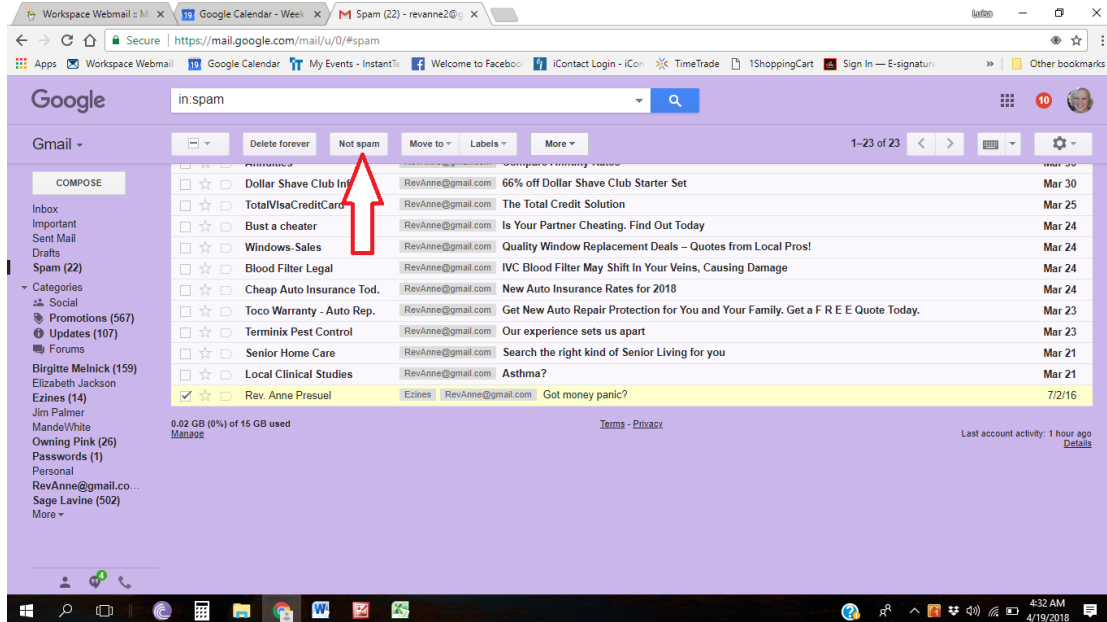 Workspace Webmail :: M
Google Calendar - Week
Spam (22) - revanne2@g
Luisa
Secure | https://mail.google.com/mail/u/0/#spam
Apps Workspace Webmail 19 Google Calendar My Events - InstantTe Welcome to Faceboo iContact Login - iCon TimeTrade 1ShoppingCart Sign In — E-signature » Other bookmarks
Google in:spam 10
Gmail Delete forever Not spam Move to Labels More 1–23 of 23
COMPOSE
Inbox
Important
Sent Mail
Drafts
Spam (22)
Categories
Social
Promotions (567)
Updates (107)
Forums
Birgitte Melnick (159)
Elizabeth Jackson
Ezines (14)
Jim Palmer
MandeWhite
Owning Pink (26)
Passwords (1)
Personal
RevAnne@gmail.co...
Sage Lavine (502)
More
Annuities Compare Annuity Rates Mar 30
Dollar Shave Club Inf RevAnne@gmail.com 66% off Dollar Shave Club Starter Set Mar 30
TotalVIsaCreditCard RevAnne@gmail.com The Total Credit Solution Mar 25
Bust a cheater RevAnne@gmail.com Is Your Partner Cheating. Find Out Today Mar 24
Windows-Sales RevAnne@gmail.com Quality Window Replacement Deals – Quotes from Local Pros! Mar 24
Blood Filter Legal RevAnne@gmail.com IVC Blood Filter May Shift In Your Veins, Causing Damage Mar 24
Cheap Auto Insurance Tod. RevAnne@gmail.com New Auto Insurance Rates for 2018 Mar 24
Toco Warranty - Auto Rep. RevAnne@gmail.com Get New Auto Repair Protection for You and Your Family. Get a F R E E Quote Today. Mar 23
Terminix Pest Control RevAnne@gmail.com Our experience sets us apart Mar 23
Senior Home Care RevAnne@gmail.com Search the right kind of Senior Living for you Mar 21
Local Clinical Studies RevAnne@gmail.com Asthma? Mar 21
Rev. Anne Presuel Ezines RevAnne@gmail.com Got money panic? 7/2/16
0.02 GB (0%) of 15 GB used
Manage
Terms - Privacy
Last account activity: 1 hour ago
Details
4
4:32 AM
4/19/2018